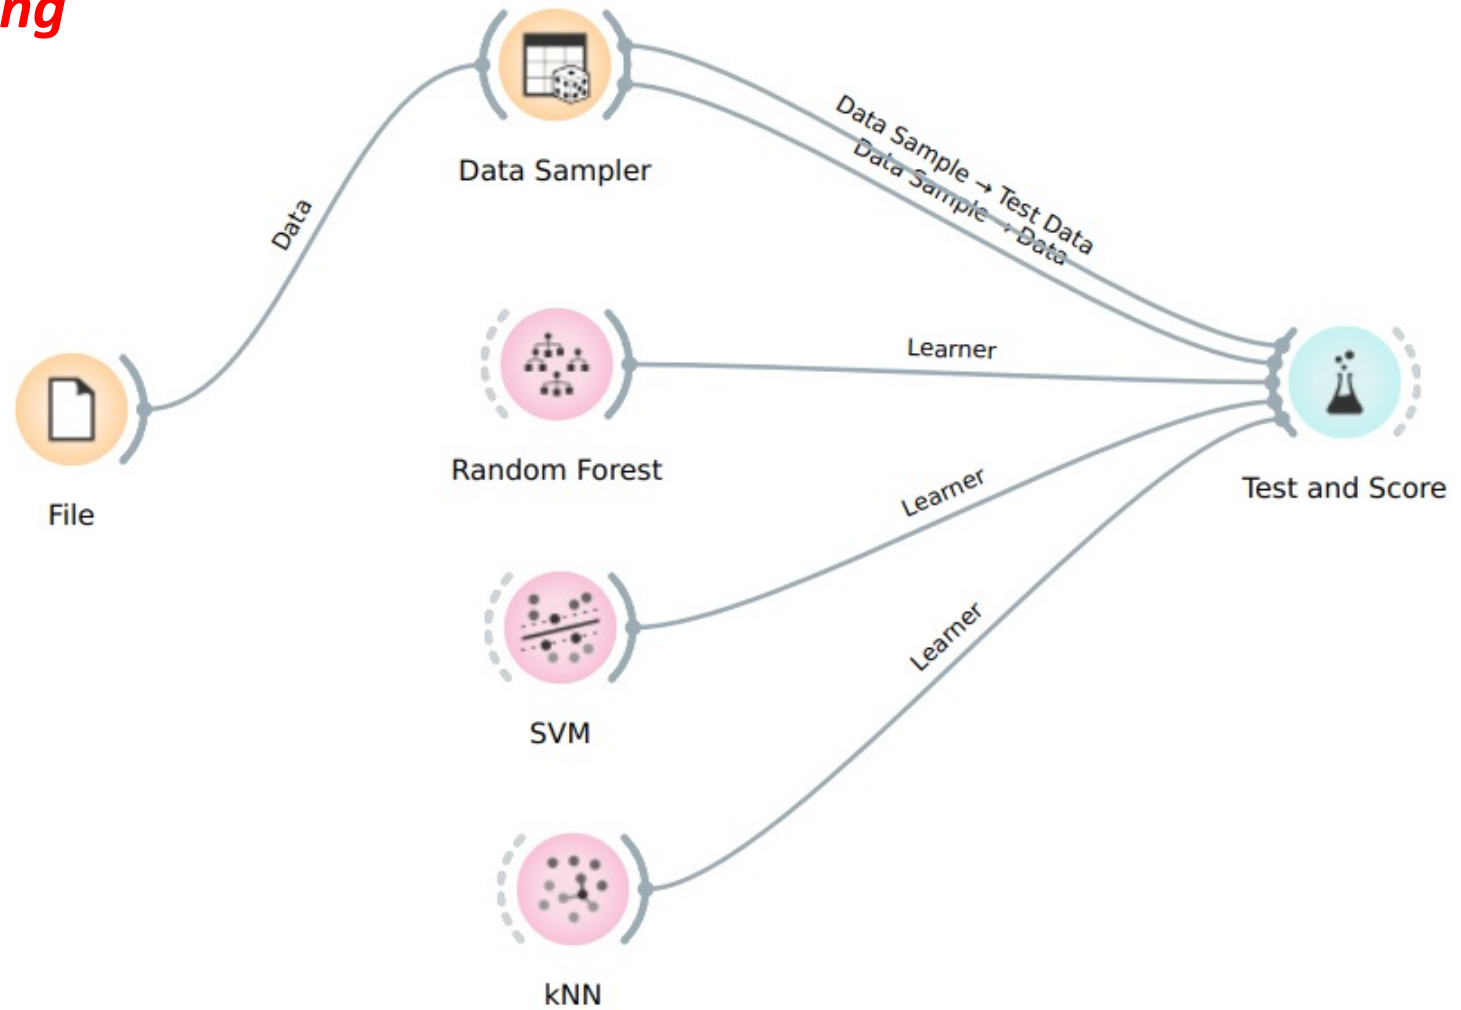 ng
Data Sampler
Data
Data Sample → Test Data
Data Sample → Data
Learner
Random Forest
File
Test and Score
Learner
SVM
Learner
kNN